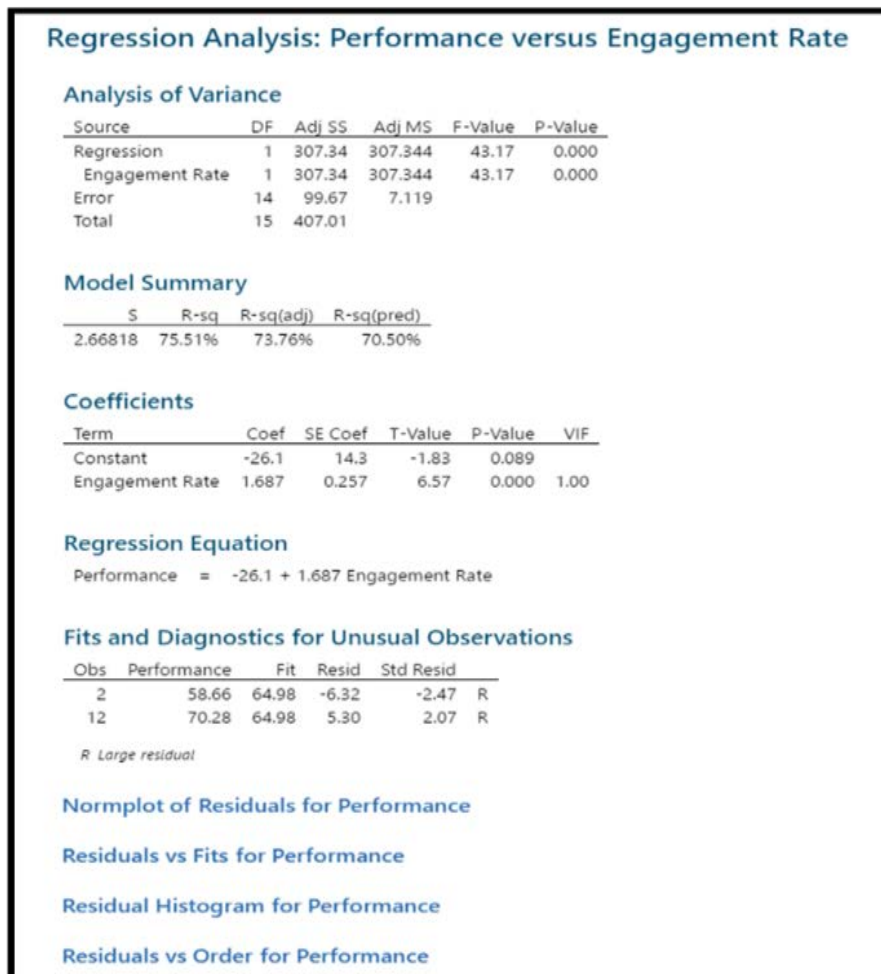 Regression Analysis: Performance versus Engagement Rate
Analysis of Variance
Source DF Adj SS Adj MS F-Value P-Value
Regression 1 307.34 307.344 43.17 0.000
Engagement Rate 1 307.34 307.344 43.17 0.000
Error 14 99.67 7.119
Total 15 407.01
Model Summary
S R-sq R-sq(adj) R-sq(pred)
2.66818 75.51% 73.76% 70.50%
Coefficients
Term Coef SE Coef T-Value P-Value VIF
Constant -26.1 14.3 -1.83 0.089
Engagement Rate 1.687 0.257 6.57 0.000 1.00
Regression Equation
Performance = -26.1 + 1.687 Engagement Rate
Fits and Diagnostics for Unusual Observations
Obs Performance Fit Resid Std Resid
2 58.66 64.98 -6.32 -2.47 R
12 70.28 64.98 5.30 2.07 R
R Large residual
Normplot of Residuals for Performance
Residuals vs Fits for Performance
Residual Histogram for Performance
Residuals vs Order for Performance